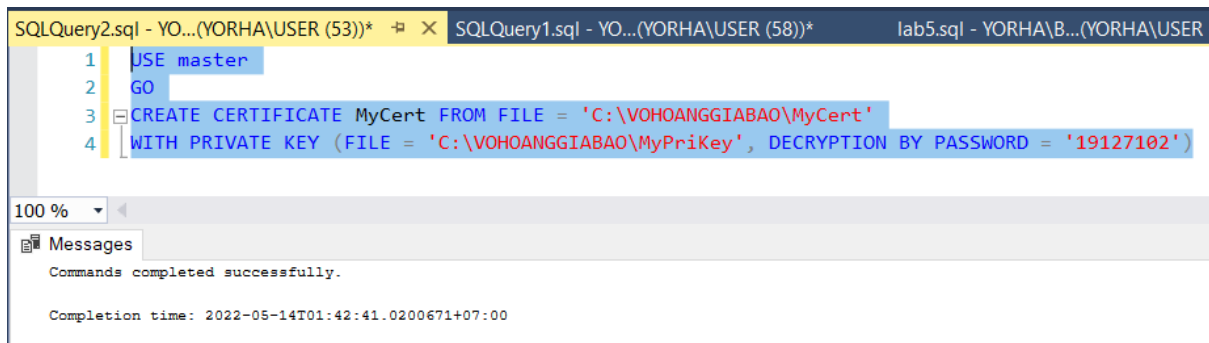 SQLQuery2.sql - YO...(YORHA\USER (53))* SQLQuery1.sql - YO...(YORHA\USER (58))* lab5.sql - YORHA\B...(YORHA\USER
1 USE master
2 GO
3 CREATE CERTIFICATE MyCert FROM FILE = 'C:\VOHOANGGIABAO\MyCert'
4 WITH PRIVATE KEY (FILE = 'C:\VOHOANGGIABAO\MyPriKey', DECRYPTION BY PASSWORD = '19127102')
100 %
Messages
Commands completed successfully.
Completion time: 2022-05-14T01:42:41.0200671+07:00